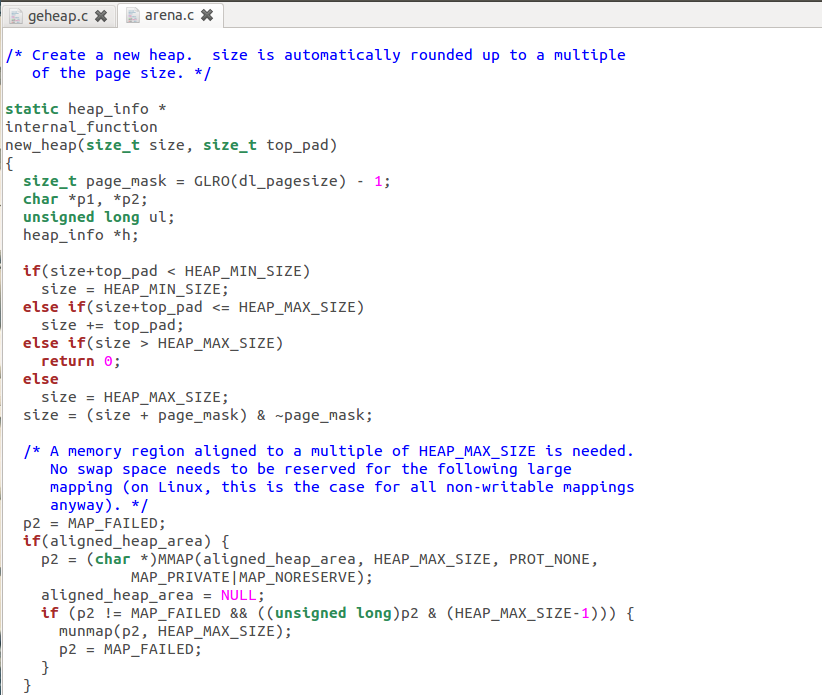 geheap.c ✖ arena.c ✖
/* Create a new heap.  size is automatically rounded up to a multiple
   of the page size. */

static heap_info *
internal_function
new_heap(size_t size, size_t top_pad)
{
  size_t page_mask = GLRO(dl_pagesize) - 1;
  char *p1, *p2;
  unsigned long ul;
  heap_info *h;

  if(size+top_pad < HEAP_MIN_SIZE)
    size = HEAP_MIN_SIZE;
  else if(size+top_pad <= HEAP_MAX_SIZE)
    size += top_pad;
  else if(size > HEAP_MAX_SIZE)
    return 0;
  else
    size = HEAP_MAX_SIZE;
  size = (size + page_mask) & ~page_mask;

  /* A memory region aligned to a multiple of HEAP_MAX_SIZE is needed.
     No swap space needs to be reserved for the following large
     mapping (on Linux, this is the case for all non-writable mappings
     anyway). */
  p2 = MAP_FAILED;
  if(aligned_heap_area) {
    p2 = (char *)MMAP(aligned_heap_area, HEAP_MAX_SIZE, PROT_NONE,
              MAP_PRIVATE|MAP_NORESERVE);
    aligned_heap_area = NULL;
    if (p2 != MAP_FAILED && ((unsigned long)p2 & (HEAP_MAX_SIZE-1))) {
      munmap(p2, HEAP_MAX_SIZE);
      p2 = MAP_FAILED;
    }
  }